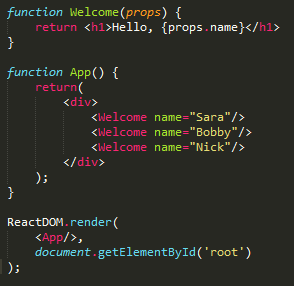 function Welcome(props) {
    return <h1>Hello, {props.name}</h1>
}

function App() {
    return(
        <div>
            <Welcome name="Sara"/>
            <Welcome name="Bobby"/>
            <Welcome name="Nick"/>
        </div>
    );
}

ReactDOM.render(
    <App/>,
    document.getElementById('root')
);